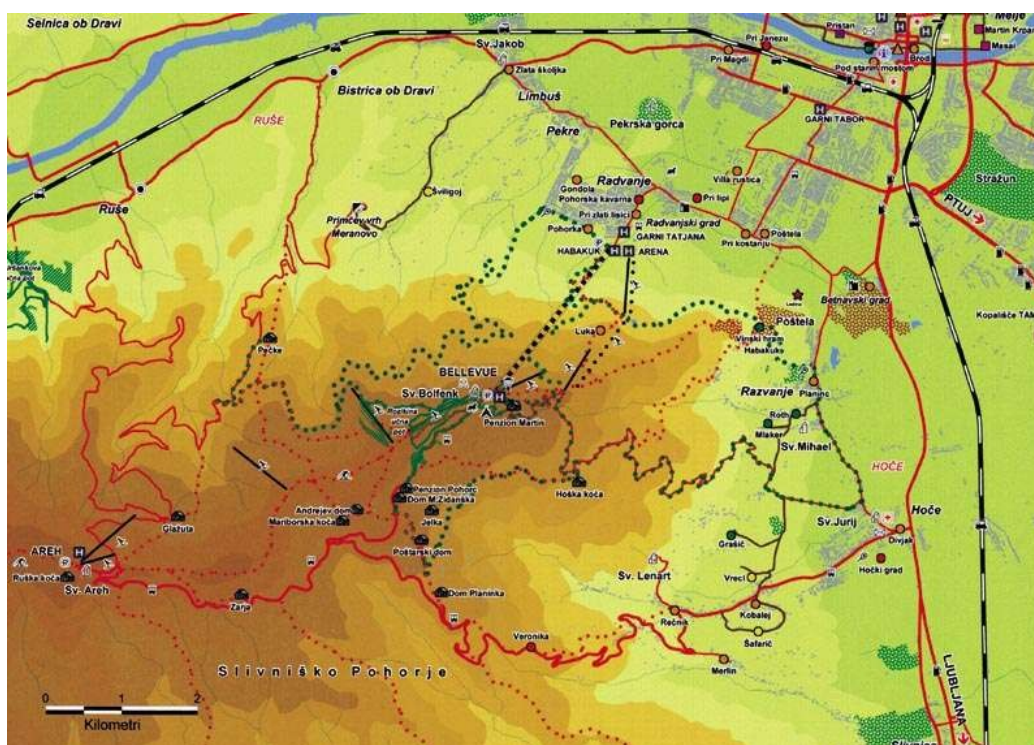 Selnica ob Dravi
Sv.Jakob
Zlata školjka
Bistrica ob Dravi
Limbuš
Pekre
RUŠE
Ruše
Pri Janezu
Pri Magdi
Pristan
Melje
Martin Krpan
Masai
Brod
Pod starim mostom
GARNI TABOR
Pekrska gorca
Stražun
PTUJ
Šviligoj
Primčev vrh
Meranovo
Radvanje
Gondola
Pohorska kavarna
Pri zlati lisici
Pohorka
Radvanjski grad
GARNI TATJANA
HABAKUK
ARENA
Villa rustica
Pri lipi
Pri kostanju
Poštela
Betnavski grad
Poštela
Vinski hram
Habakuk
Luka
Pečke
BELLEVUE
Sv.Bolfenk
Penzion Martin
Razvanje
Planinc
Roth
Mlaker
Sv.Mihael
HOČE
Hoče
Sv.Jurij
Divjak
Hočki grad
Hoška koča
Penzion Pohorc
Dom M.Zidanška
Andrejev dom
Mariborska koča
Jelka
Poštarski dom
Dom Planinka
Glažuta
AREH
Ruška koča
Sv. Areh
Zarja
Grašič
Vrecl
Sv. Lenart
Kobalej
Šafarič
Rečnik
Veronika
Merlin
Slivniško Pohorje
LJUBLJANA
0 1 2
Kilometri